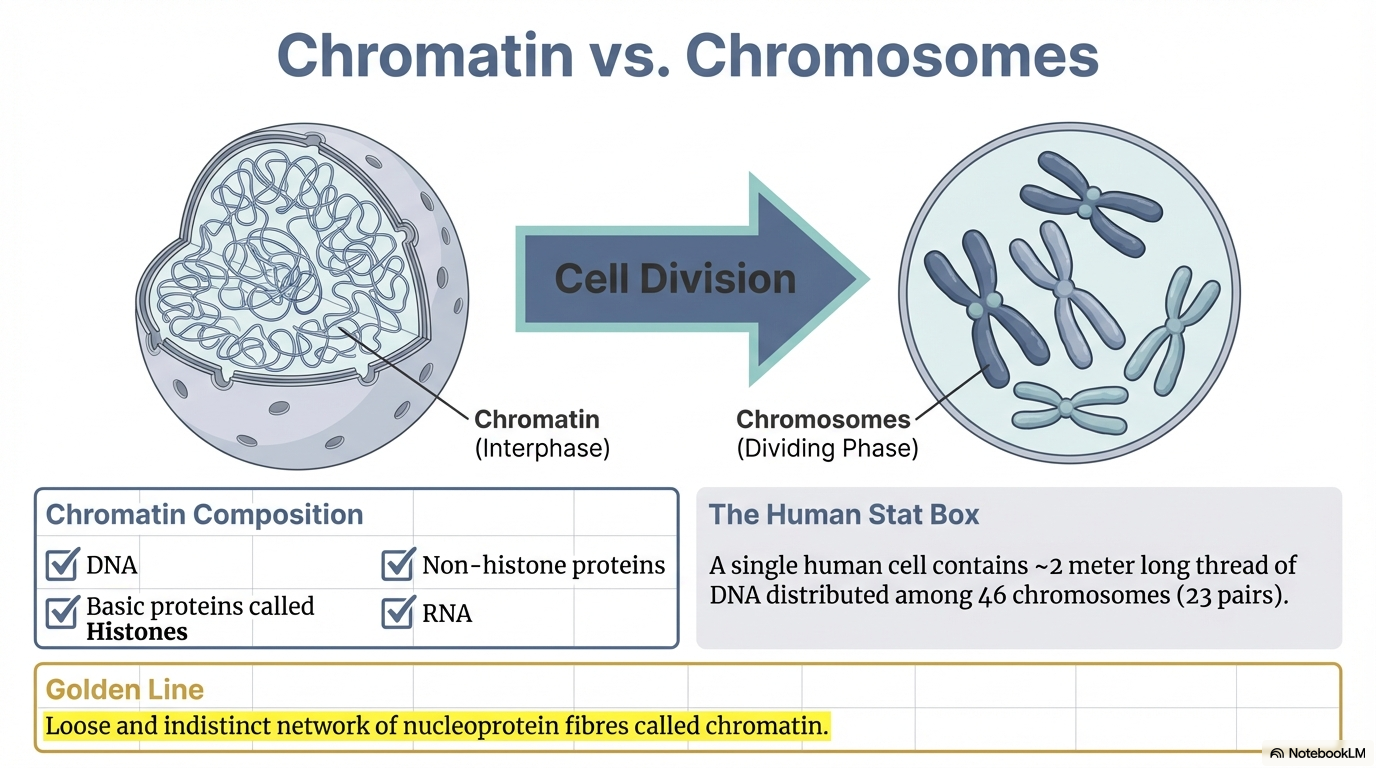 Chromatin vs. Chromosomes
Cell Division
Chromatin
(Interphase)
Chromosomes
(Dividing Phase)
Chromatin Composition
DNA
Basic proteins called
Histones
Non-histone proteins
RNA
The Human Stat Box
A single human cell contains ~2 meter long thread of
DNA distributed among 46 chromosomes (23 pairs).
Golden Line
Loose and indistinct network of nucleoprotein fibres called chromatin.
NotebookLM